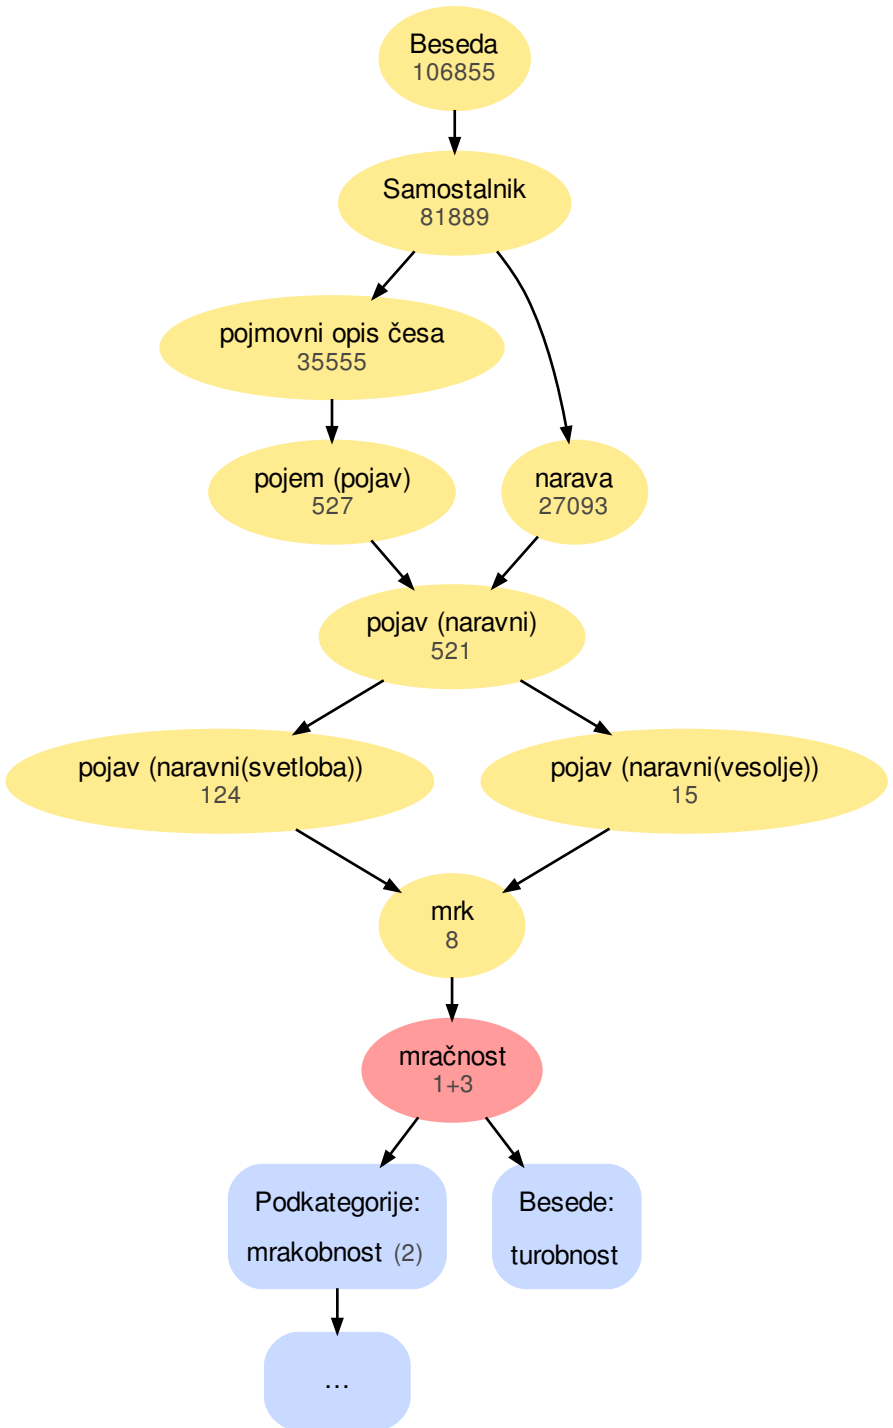 Beseda
106855
Samostalnik
81889
pojmovni opis česa
35555
pojem (pojav)
527
narava
27093
pojav (naravni)
521
pojav (naravni(svetloba))
124
pojav (naravni(vesolje))
15
mrk
8
mračnost
1+3
Podkategorije:
mrakobnost (2)
Besede:
turobnost
…